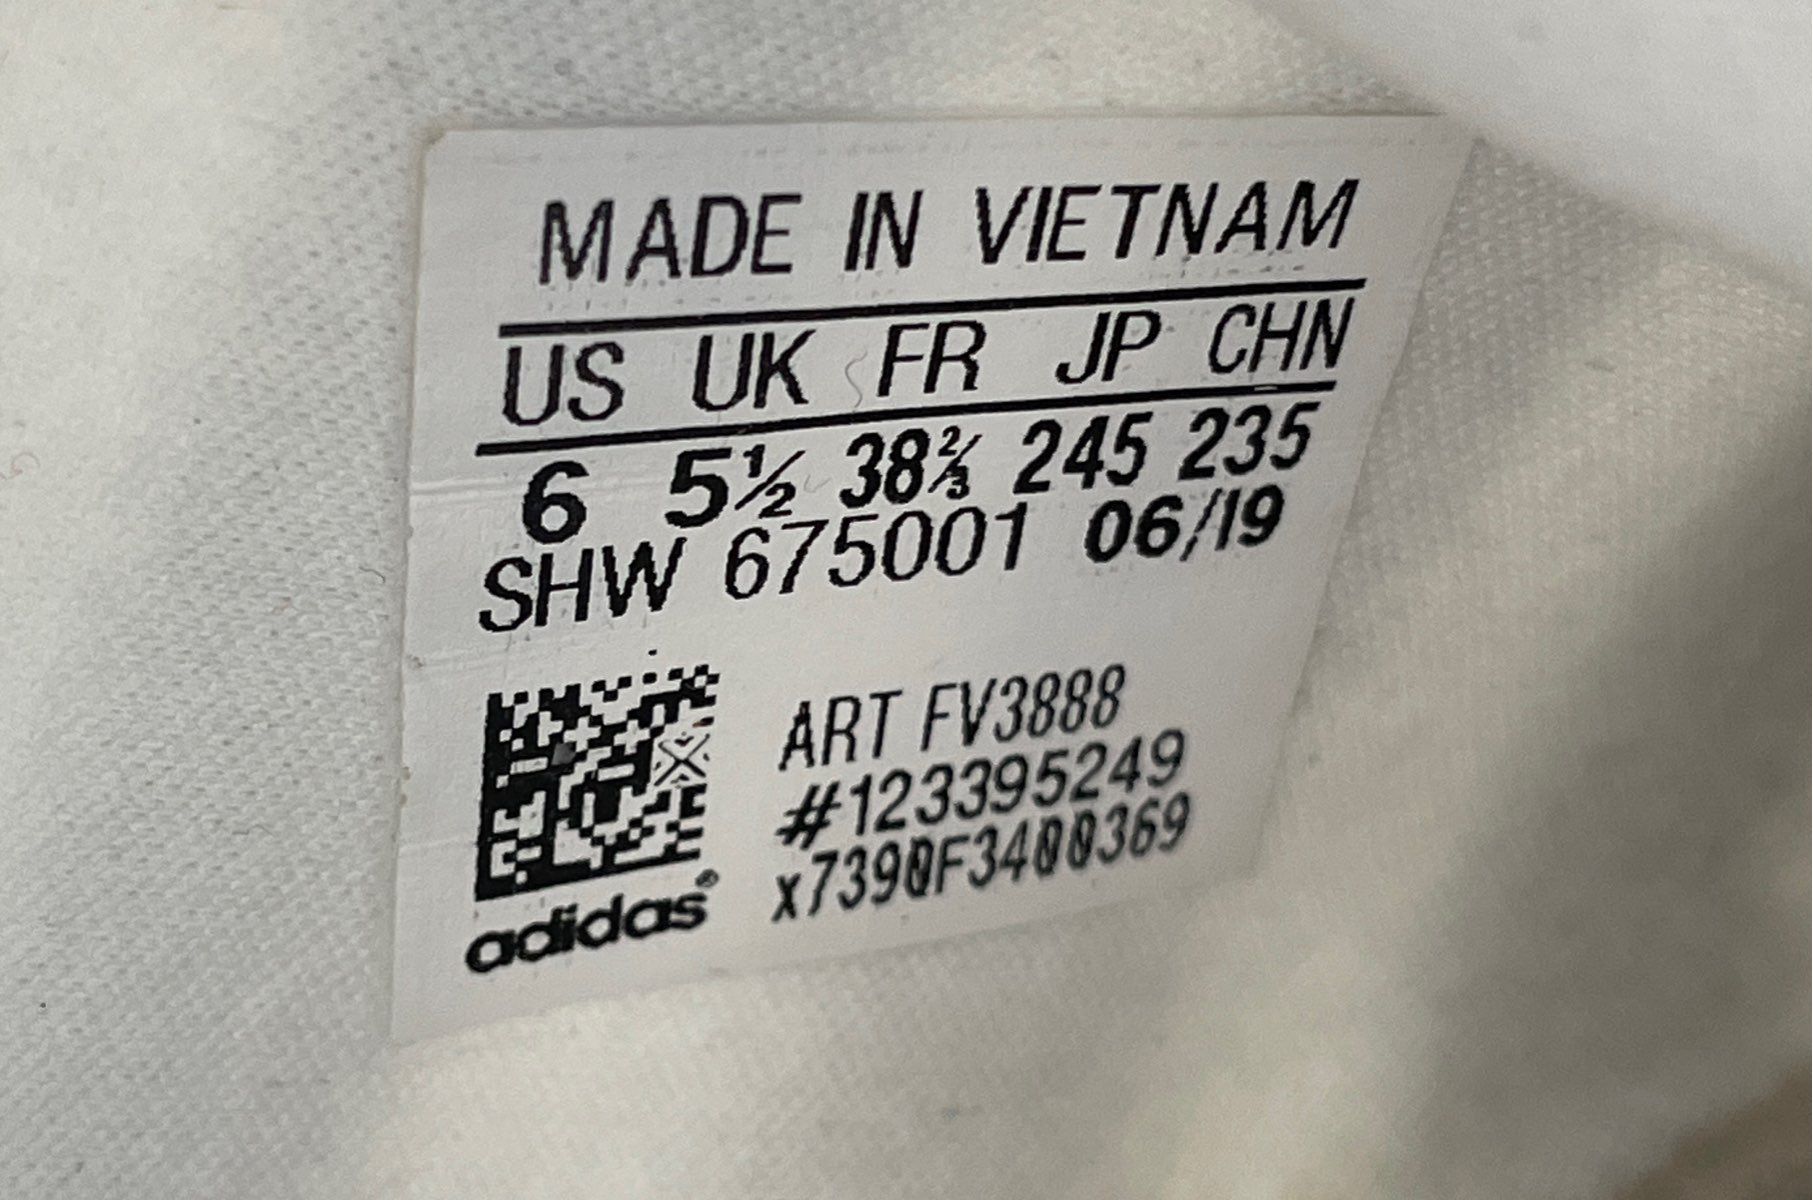 MADE IN VIETNAM
US UK FR JP CHN
6 5½ 38⅔ 245 235
SHW 675001 06/19
ART FV3888
#123395249
x7390F3400369
adidas®